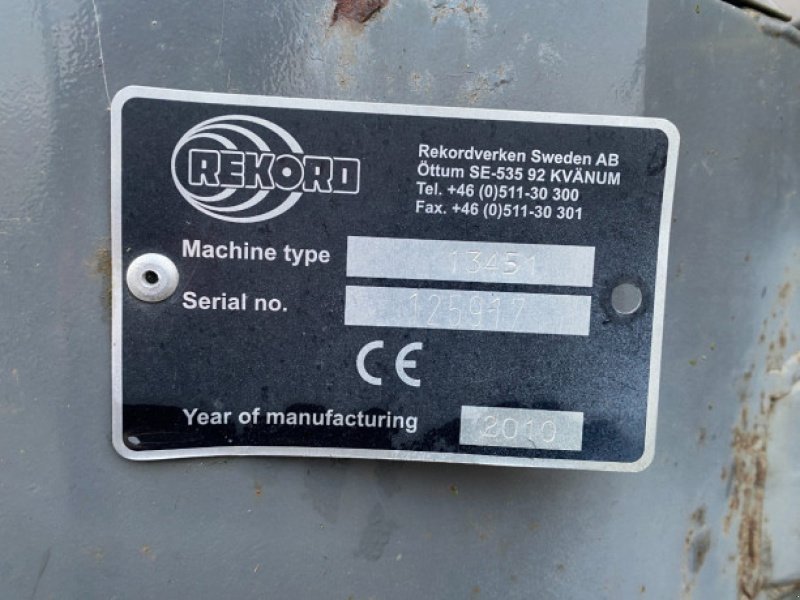 REKORD
Rekordverken Sweden AB
Öttum SE-535 92 KVÄNUM
Tel. +46 (0)511-30 300
Fax. +46 (0)511-30 301
Machine type 13451
Serial no. 125917
CE
Year of manufacturing 2010